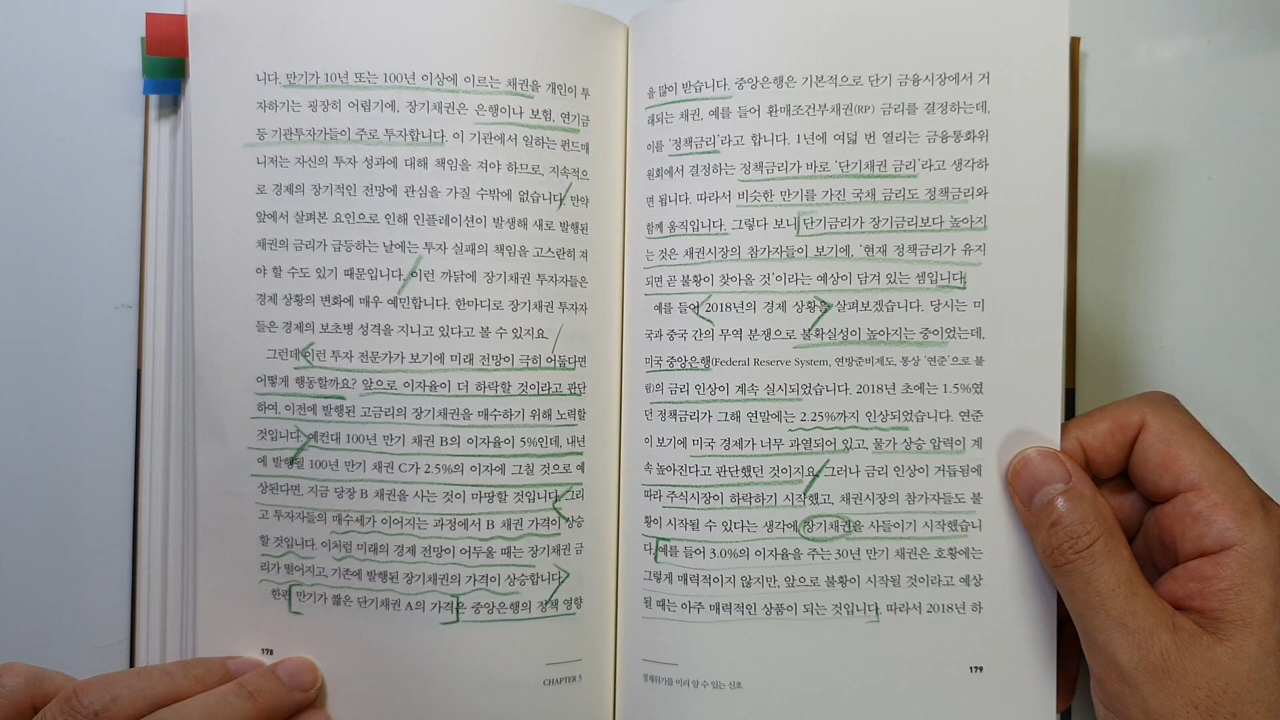 니다. 만기가 10년 또는 100년 이상에 이르는 채권을 개인이 투
자하기는 굉장히 어렵기에, 장기채권은 은행이나 보험, 연기금
등 기관투자가들이 주로 투자합니다. 이 기관에서 일하는 펀드매
니저는 자신의 투자 성과에 대해 책임을 져야 하므로, 지속적으
로 경제의 장기적인 전망에 관심을 가질 수밖에 없습니다. 만약
앞에서 살펴본 요인으로 인해 인플레이션이 발생해 새로 발행된
채권의 금리가 급등하는 날에는 투자 실패의 책임을 고스란히 져
야 할 수도 있기 때문입니다. 이런 까닭에 장기채권 투자자들은
경제 상황의 변화에 매우 예민합니다. 한마디로 장기채권 투자자
들은 경제의 보초병 성격을 지니고 있다고 볼 수 있지요.
그런데 이런 투자 전문가가 보기에 미래 전망이 극히 어둡다면
어떻게 행동할까요? 앞으로 이자율이 더 하락할 것이라고 판단
하여, 이전에 발행된 고금리의 장기채권을 매수하기 위해 노력할
것입니다. 예컨대 100년 만기 채권 B의 이자율이 5%인데, 내년
에 발행될 100년 만기 채권 C가 2.5%의 이자에 그칠 것으로 예
상된다면, 지금 당장 B 채권을 사는 것이 마땅할 것입니다. 그리
고 투자자들의 매수세가 이어지는 과정에서 B 채권 가격이 상승
할 것입니다. 이처럼 미래의 경제 전망이 어두울 때는 장기채권 금
리가 떨어지고, 기존에 발행된 장기채권의 가격이 상승합니다.
한편 만기가 짧은 단기채권 A의 가격은 중앙은행의 정책 영향
178
CHAPTER 5
을 많이 받습니다. 중앙은행은 기본적으로 단기 금융시장에서 거
래되는 채권, 예를 들어 환매조건부채권(RP) 금리를 결정하는데,
이를 '정책금리'라고 합니다. 1년에 여덟 번 열리는 금융통화위
원회에서 결정하는 정책금리가 바로 '단기채권 금리'라고 생각하
면 됩니다. 따라서 비슷한 만기를 가진 국채 금리도 정책금리와
함께 움직입니다. 그렇다 보니 단기금리가 장기금리보다 높아지
는 것은 채권시장의 참가자들이 보기에, '현재 정책금리가 유지
되면 곧 불황이 찾아올 것'이라는 예상이 담겨 있는 셈입니다.
예를 들어 2018년의 경제 상황을 살펴보겠습니다. 당시는 미
국과 중국 간의 무역 분쟁으로 불확실성이 높아지는 중이었는데,
미국 중앙은행(Federal Reserve System, 연방준비제도, 통상 '연준'으로 불
림)의 금리 인상이 계속 실시되었습니다. 2018년 초에는 1.5%였
던 정책금리가 그해 연말에는 2.25%까지 인상되었습니다. 연준
이 보기에 미국 경제가 너무 과열되어 있고, 물가 상승 압력이 계
속 높아진다고 판단했던 것이지요. 그러나 금리 인상이 거듭됨에
따라 주식시장이 하락하기 시작했고, 채권시장의 참가자들도 불
황이 시작될 수 있다는 생각에 장기채권을 사들이기 시작했습니
다. 예를 들어 3.0%의 이자율을 주는 30년 만기 채권은 호황에는
그렇게 매력적이지 않지만, 앞으로 불황이 시작될 것이라고 예상
될 때는 아주 매력적인 상품이 되는 것입니다. 따라서 2018년 하
경제위기를 미리 알 수 있는 신호
179